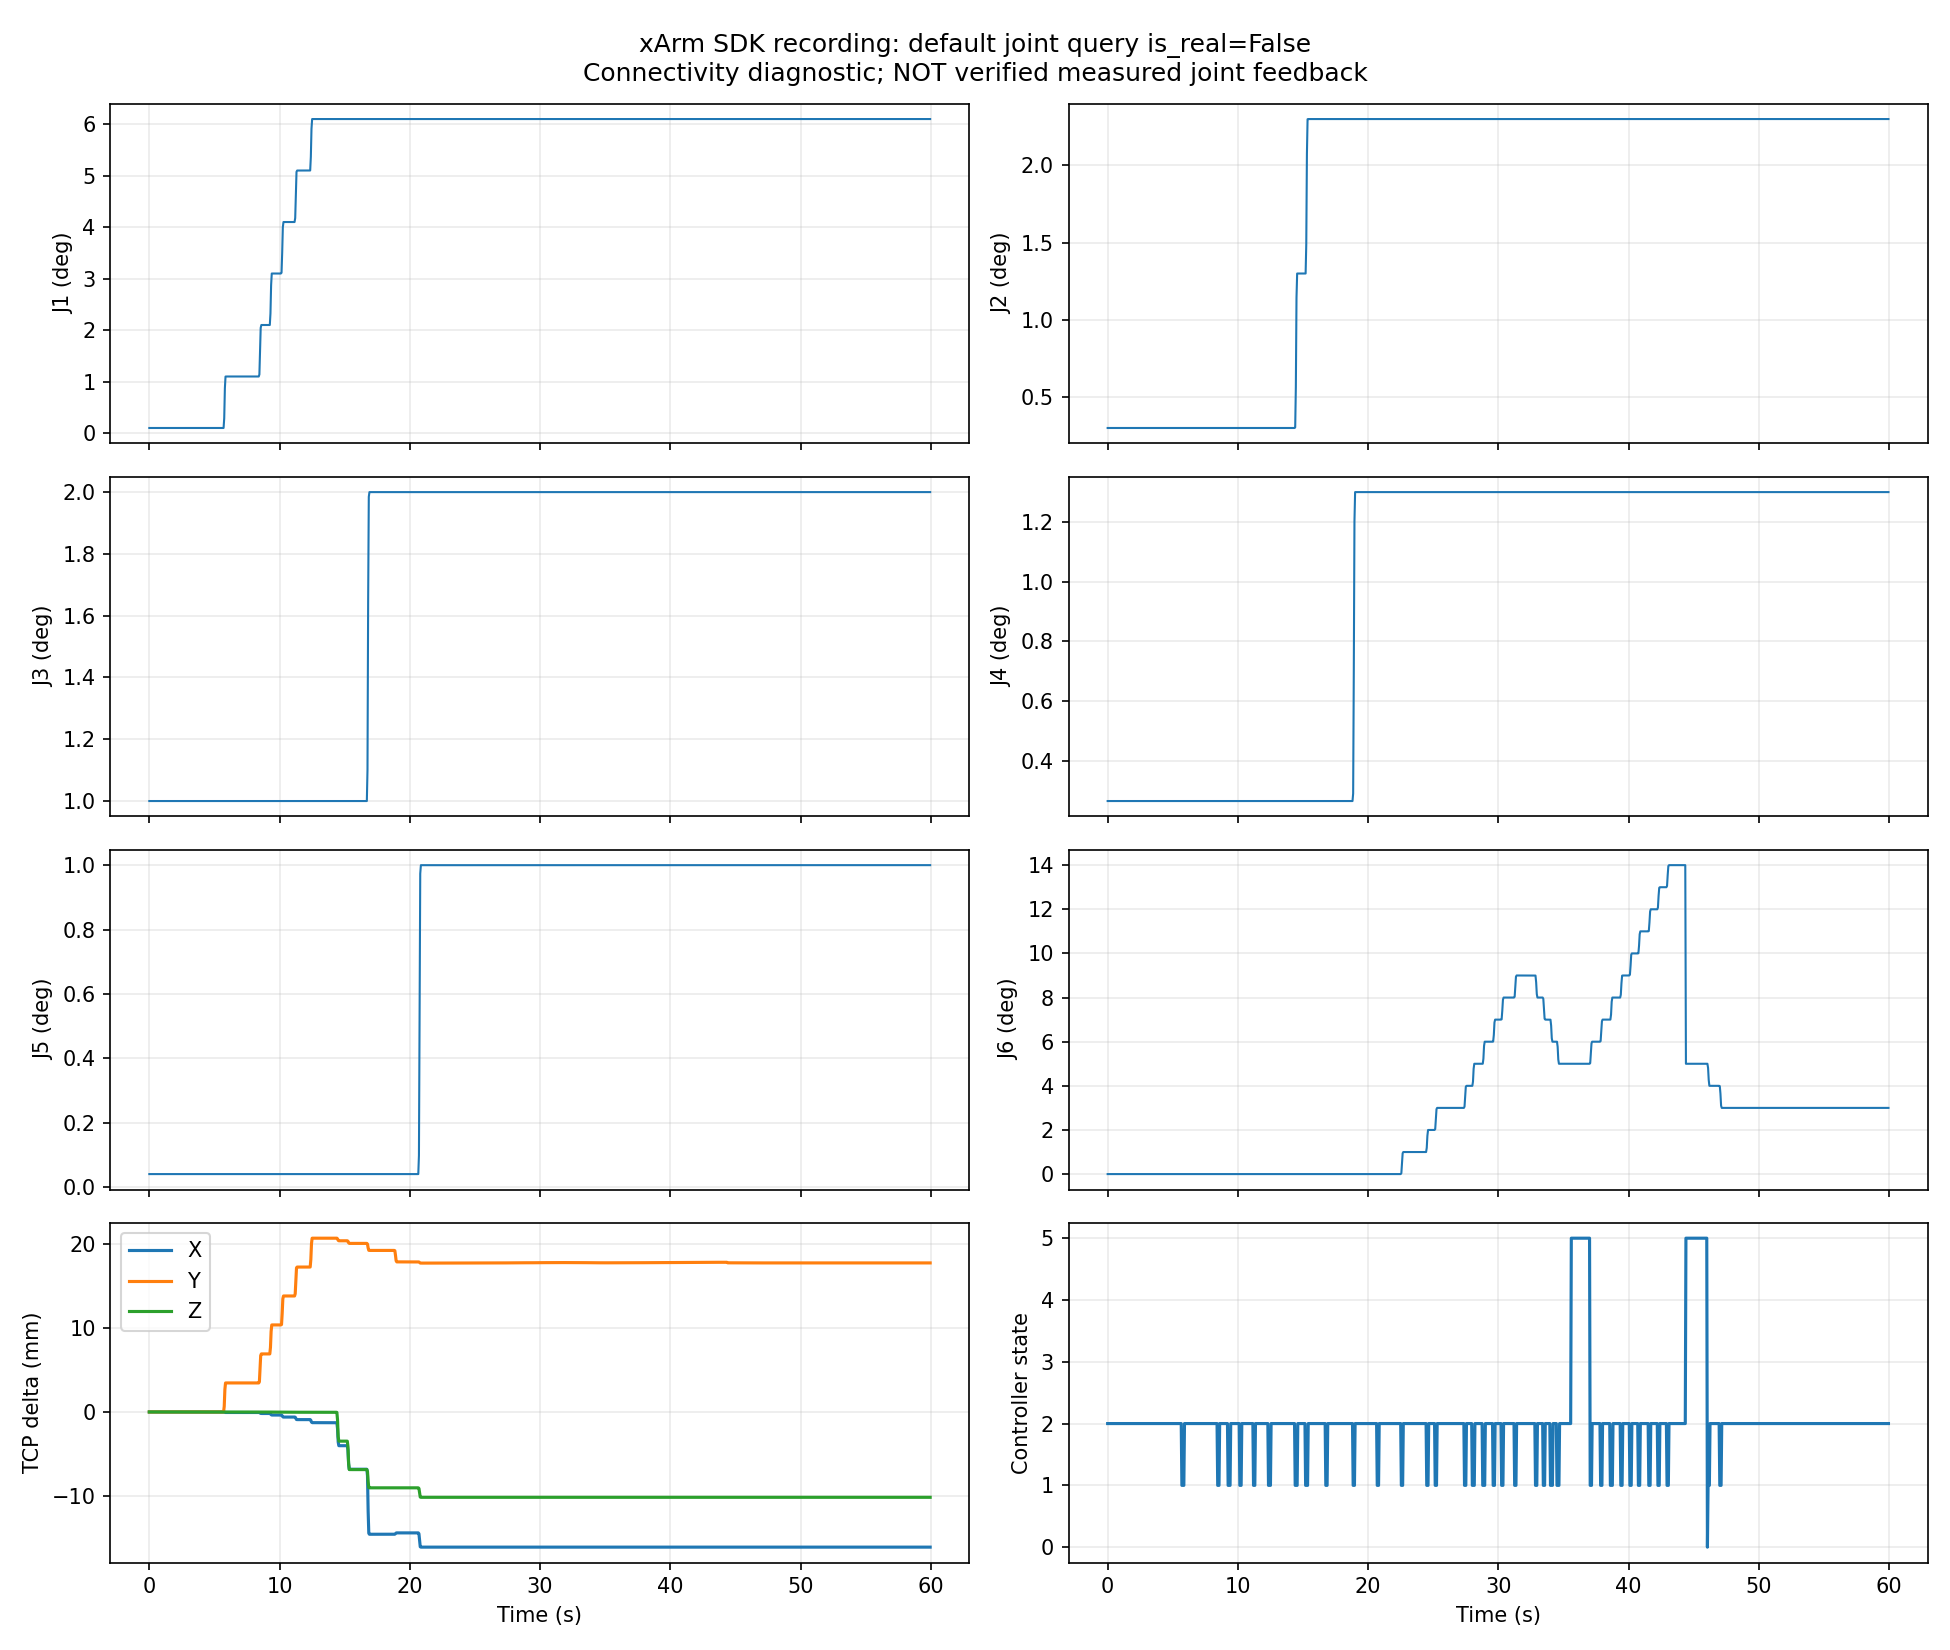 xArm SDK recording: default joint query is_real=False
Connectivity diagnostic; NOT verified measured joint feedback
J1 (deg)
6
5
4
3
2
1
0
J2 (deg)
2.0
1.5
1.0
0.5
J3 (deg)
2.0
1.8
1.6
1.4
1.2
1.0
J4 (deg)
1.2
1.0
0.8
0.6
0.4
J5 (deg)
1.0
0.8
0.6
0.4
0.2
0.0
J6 (deg)
14
12
10
8
6
4
2
0
TCP delta (mm)
20
10
0
−10
X
Y
Z
0 10 20 30 40 50 60
Time (s)
Controller state
5
4
3
2
1
0
0 10 20 30 40 50 60
Time (s)